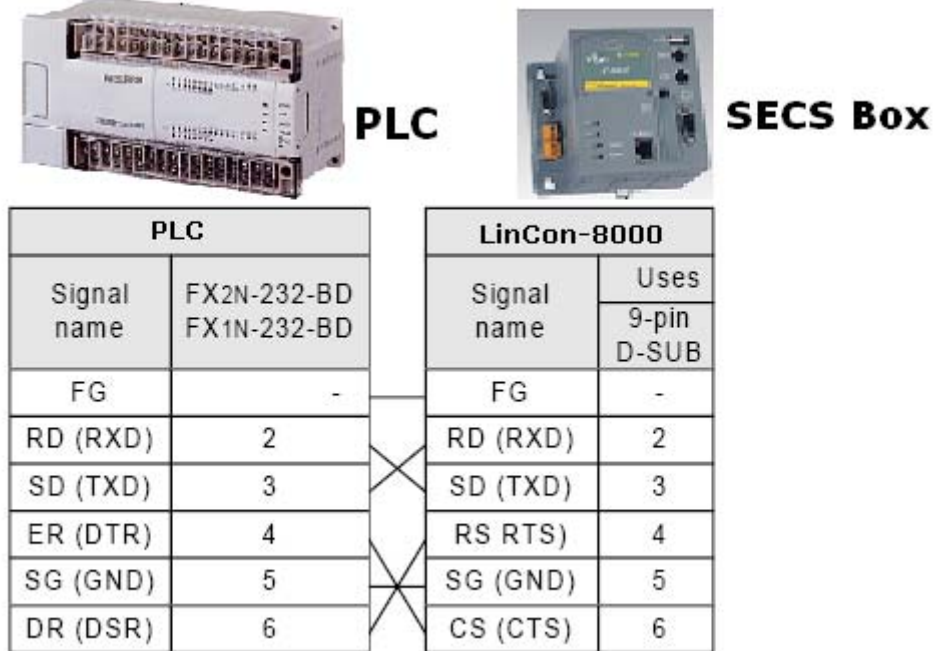 PLC
SECS Box
PLC
LinCon-8000
Signal name
FX2N-232-BD
FX1N-232-BD
Signal name
Uses
9-pin D-SUB
FG - FG -
RD (RXD) 2 RD (RXD) 2
SD (TXD) 3 SD (TXD) 3
ER (DTR) 4 RS RTS) 4
SG (GND) 5 SG (GND) 5
DR (DSR) 6 CS (CTS) 6